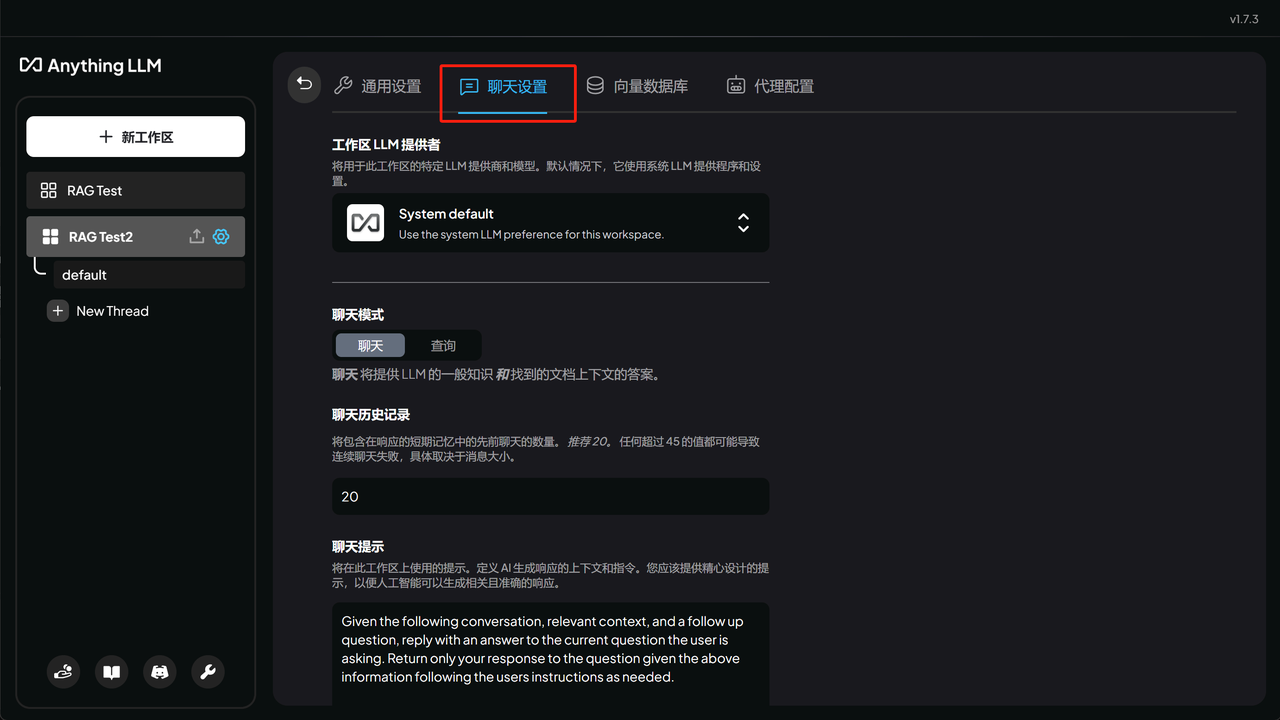 v1.7.3
Anything LLM
新工作区
RAG Test
RAG Test2
default
New Thread
通用设置
聊天设置
向量数据库
代理配置
工作区 LLM 提供者
将用于此工作区的特定 LLM 提供商和模型。默认情况下，它使用系统 LLM 提供程序和设
置。
System default
Use the system LLM preference for this workspace.
聊天模式
聊天
查询
聊天 将提供 LLM 的一般知识 和 找到的文档上下文的答案。
聊天历史记录
将包含在响应的短期记忆中的先前聊天的数量。 推荐 20。 任何超过 45 的值都可能导致
连续聊天失败，具体取决于消息大小。
20
聊天提示
将在此工作区上使用的提示。定义 AI 生成响应的上下文和指令。您应该提供精心设计的提
示，以便人工智能可以生成相关且准确的响应。
Given the following conversation, relevant context, and a follow up
question, reply with an answer to the current question the user is
asking. Return only your response to the question given the above
information following the users instructions as needed.